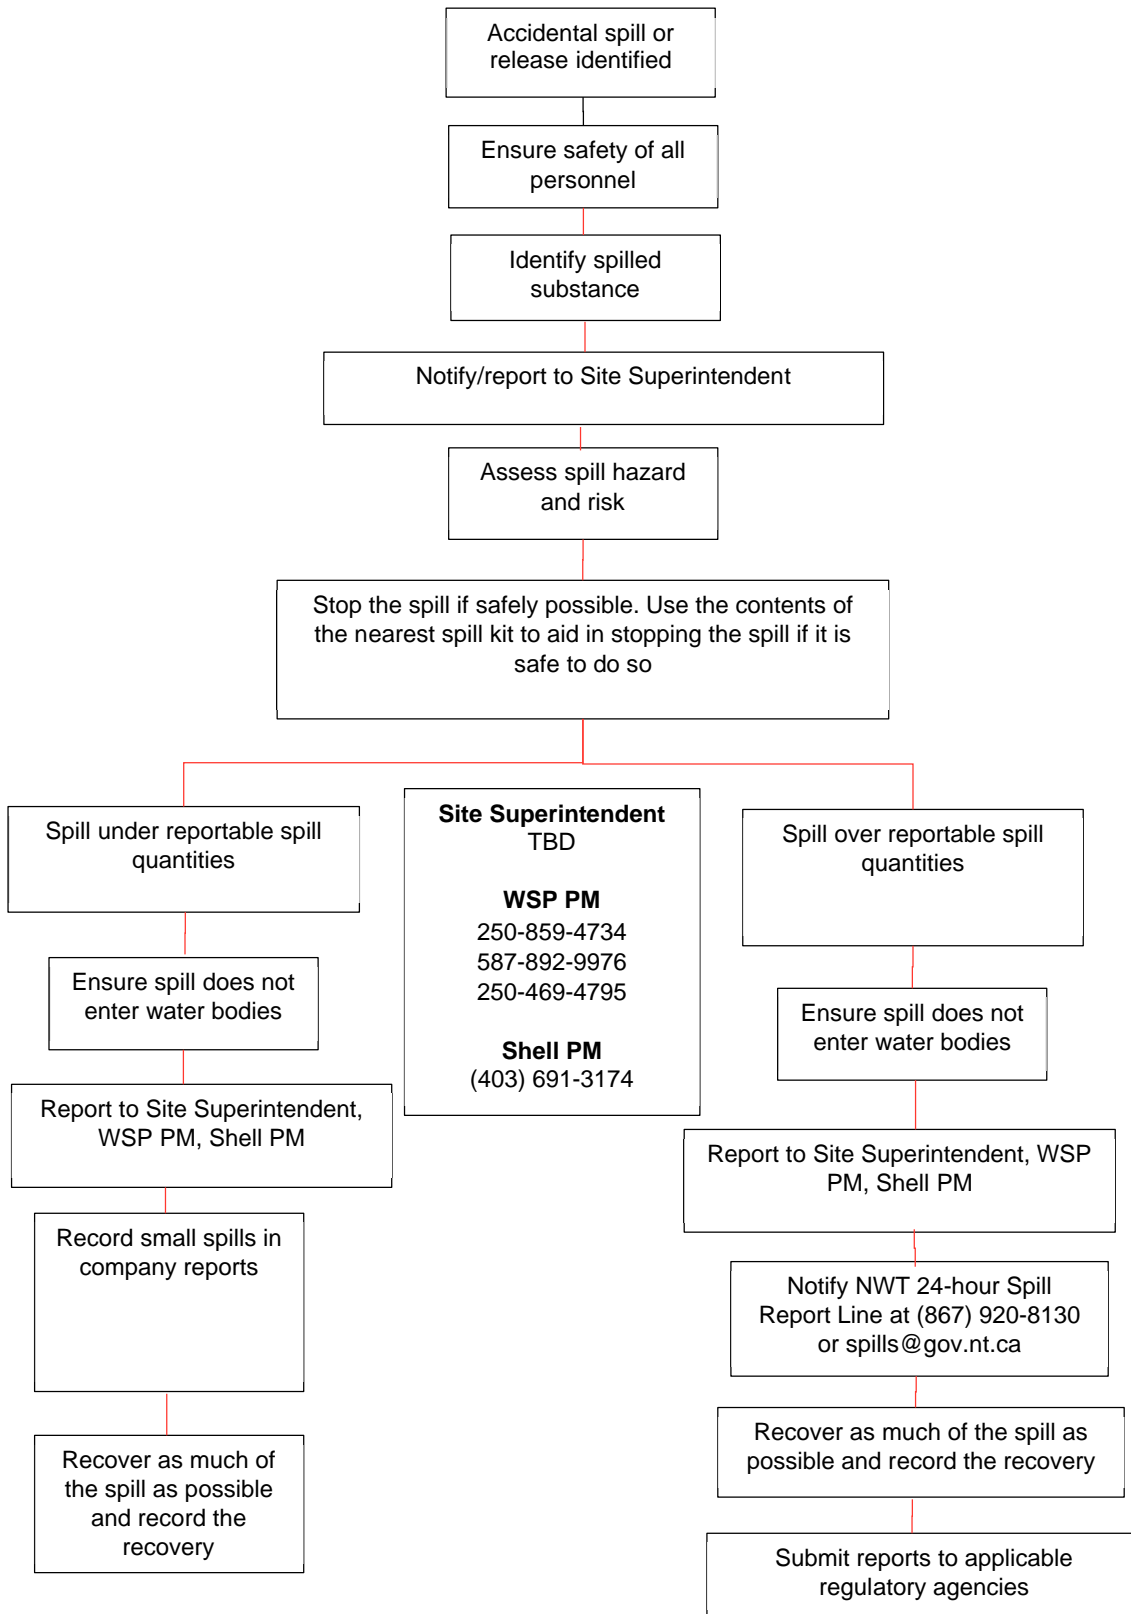 Accidental spill or
release identified
Ensure safety of all
personnel
Identify spilled
substance
Notify/report to Site Superintendent
Assess spill hazard
and risk
Stop the spill if safely possible. Use the contents of
the nearest spill kit to aid in stopping the spill if it is
safe to do so
Spill under reportable spill
quantities
Ensure spill does not
enter water bodies
Report to Site Superintendent,
WSP PM, Shell PM
Record small spills in
company reports
Recover as much of
the spill as possible
and record the
recovery
Site Superintendent
TBD
WSP PM
250-859-4734
587-892-9976
250-469-4795
Shell PM
(403) 691-3174
Spill over reportable spill
quantities
Ensure spill does not
enter water bodies
Report to Site Superintendent, WSP
PM, Shell PM
Notify NWT 24-hour Spill
Report Line at (867) 920-8130
or spills@gov.nt.ca
Recover as much of the spill as
possible and record the recovery
Submit reports to applicable
regulatory agencies